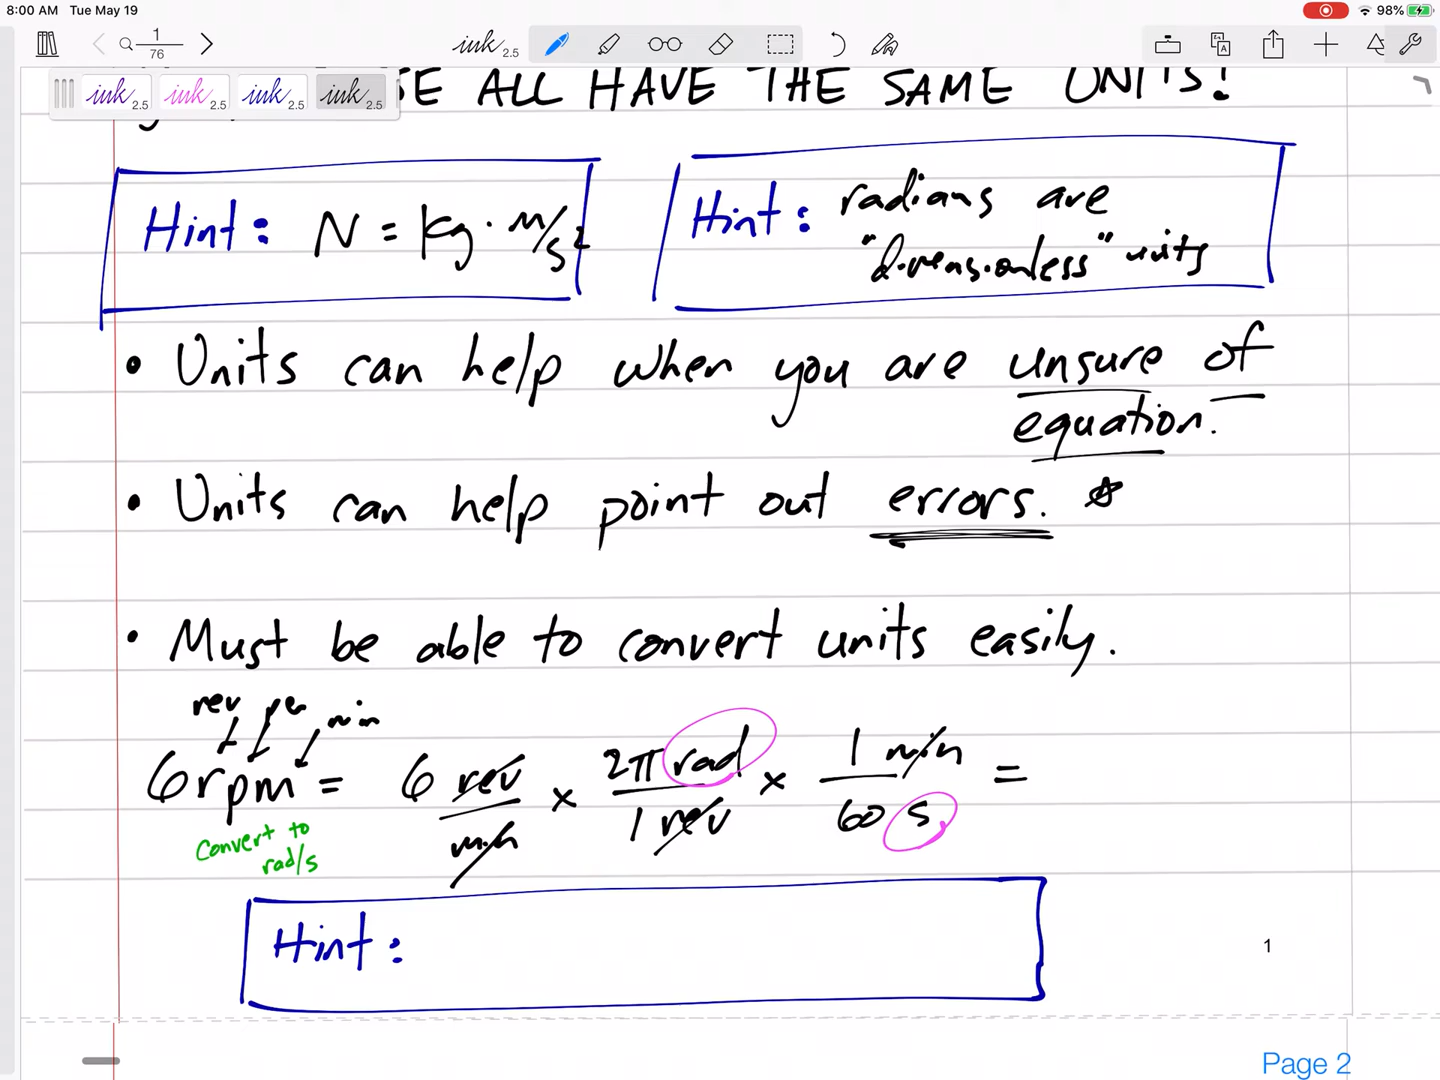 8:00 AM Tue May 19
98%
1
76
ink 2.5
ink 2.5 ink 2.5 ink 2.5 ink 2.5
SE ALL HAVE THE SAME UNITS!
Hint: N = kg · m/s²
Hint: radians are
"dimensionless" units
• Units can help when you are unsure of
equation.
• Units can help point out errors.
• Must be able to convert units easily.
rev per min
6rpm = 6 rev/min × 2π rad/1 rev × 1 min/60 s =
Convert to
rad/s
Hint:
1
Page 2